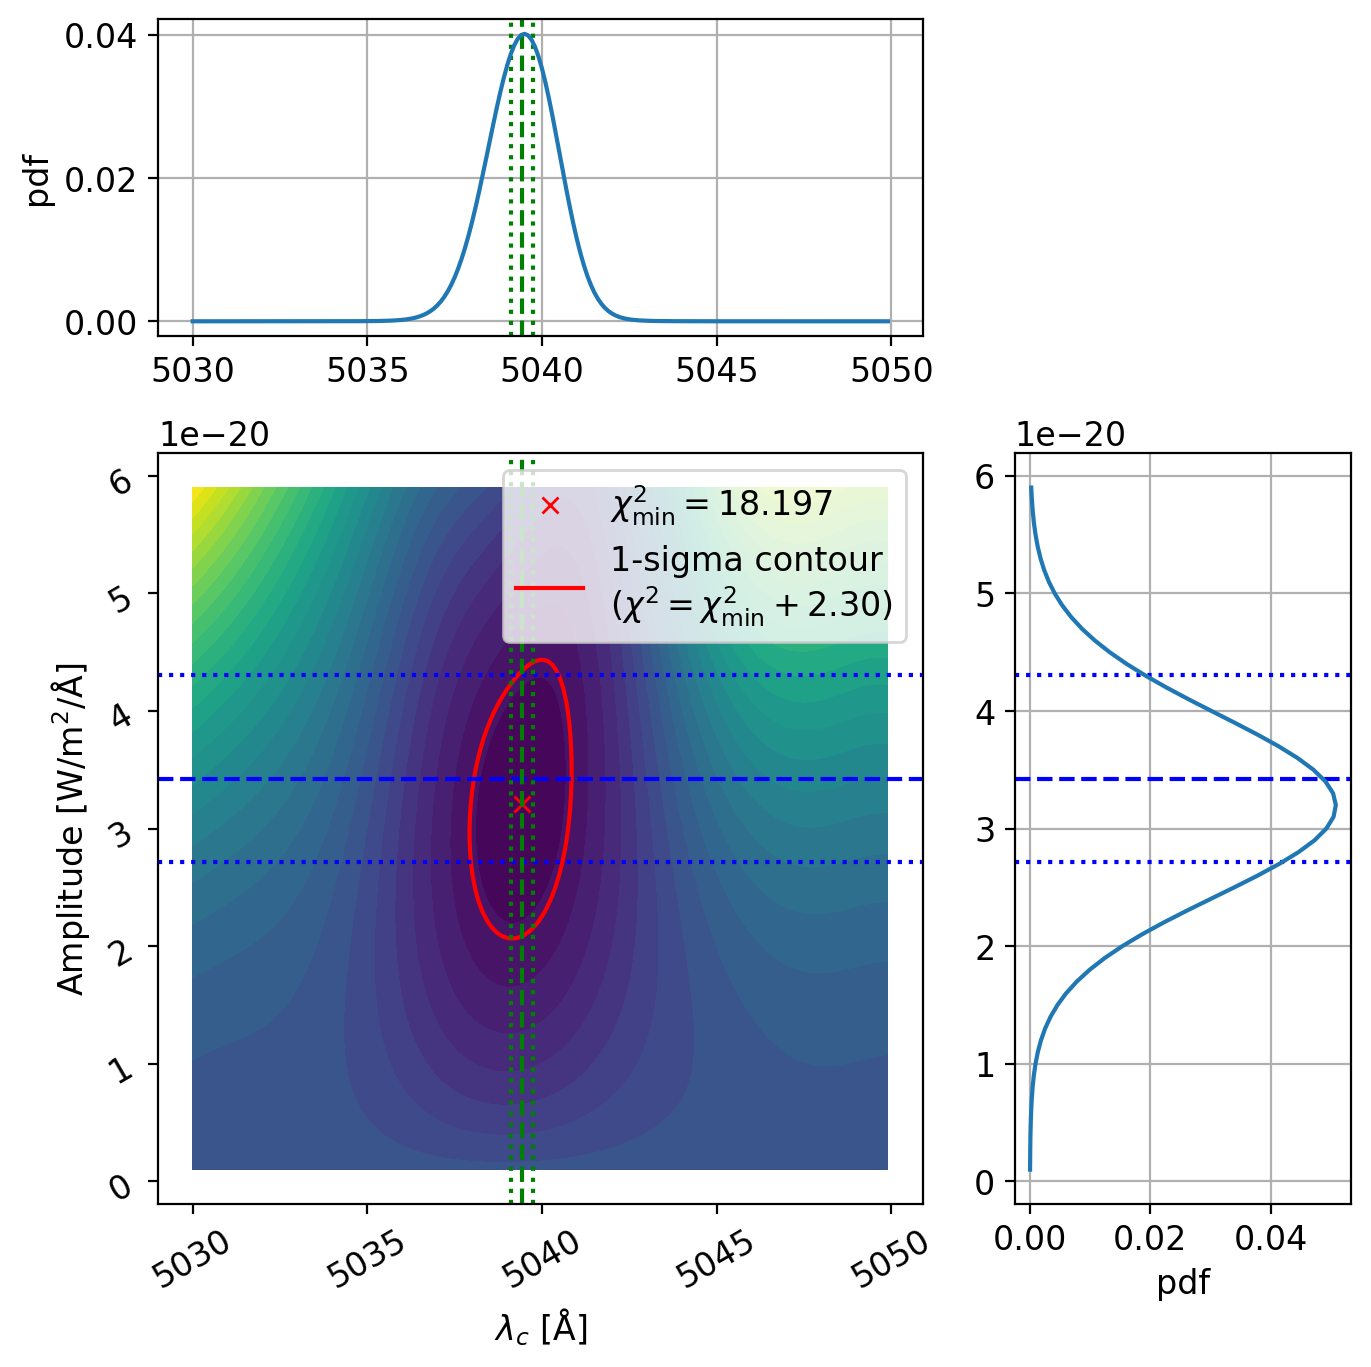 0.04
0.02
0.00
pdf
5030 5035 5040 5045 5050
1e−20
6
5
4
3
2
1
0
Amplitude [W/m²/Å]
χ²min = 18.197
1-sigma contour
(χ² = χ²min + 2.30)
5030 5035 5040 5045 5050
λc [Å]
1e−20
6
5
4
3
2
1
0
0.00 0.02 0.04
pdf